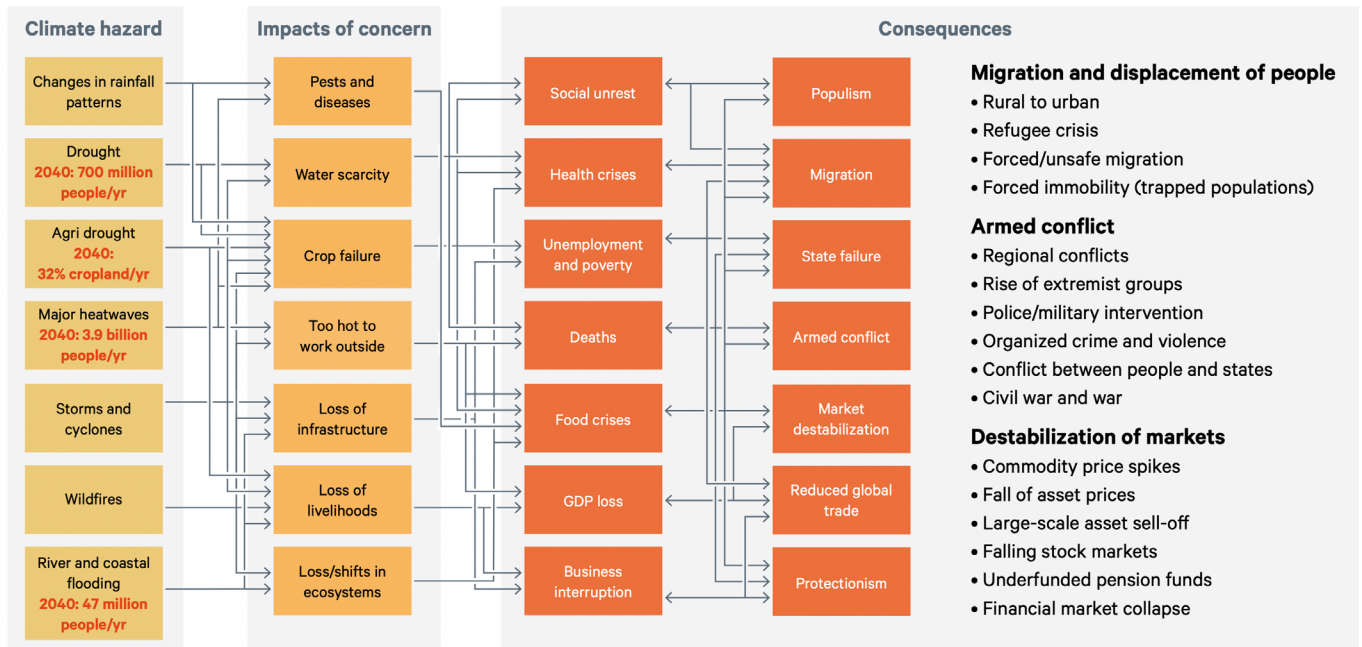 Climate hazard
Changes in rainfall
patterns
Drought
2040: 700 million
people/yr
Agri drought
2040:
32% cropland/yr
Major heatwaves
2040: 3.9 billion
people/yr
Storms and
cyclones
Wildfires
River and coastal
flooding
2040: 47 million
people/yr
Impacts of concern
Pests and
diseases
Water scarcity
Crop failure
Too hot to
work outside
Loss of
infrastructure
Loss of
livelihoods
Loss/shifts in
ecosystems
Consequences
Social unrest
Health crises
Unemployment
and poverty
Deaths
Food crises
GDP loss
Business
interruption
Populism
Migration
State failure
Armed conflict
Market
destabilization
Reduced global
trade
Protectionism
Migration and displacement of people
• Rural to urban
• Refugee crisis
• Forced/unsafe migration
• Forced immobility (trapped populations)
Armed conflict
• Regional conflicts
• Rise of extremist groups
• Police/military intervention
• Organized crime and violence
• Conflict between people and states
• Civil war and war
Destabilization of markets
• Commodity price spikes
• Fall of asset prices
• Large-scale asset sell-off
• Falling stock markets
• Underfunded pension funds
• Financial market collapse